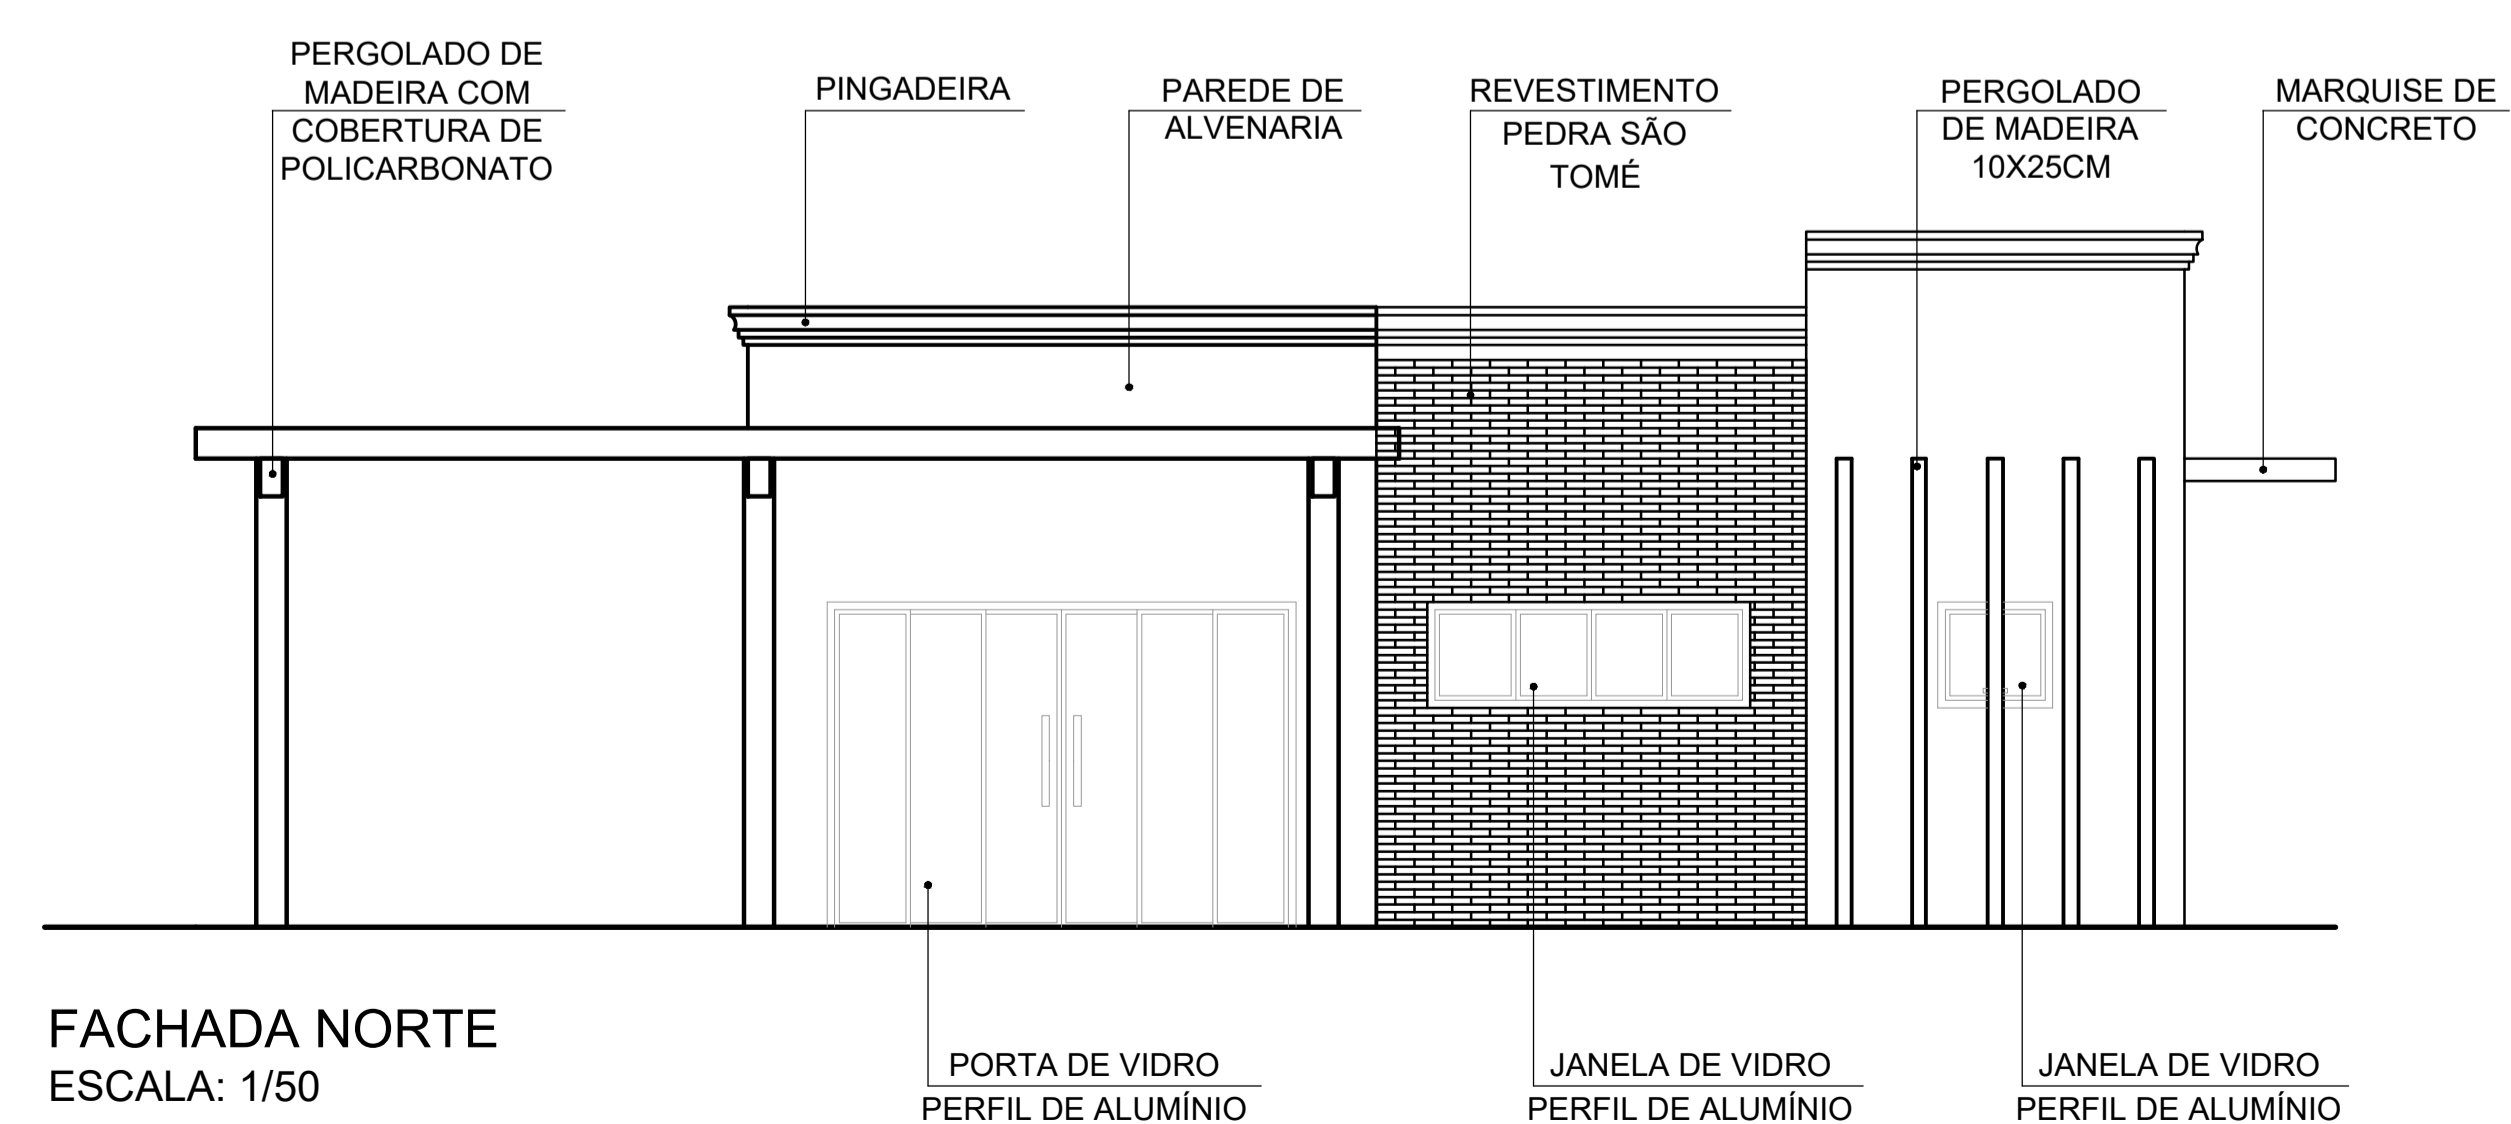 PERGOLADO DE
MADEIRA COM
COBERTURA DE
POLICARBONATO
PINGADEIRA
PAREDE DE
ALVENARIA
REVESTIMENTO
PEDRA SÃO
TOMÉ
PERGOLADO
DE MADEIRA
10X25CM
MARQUISE DE
CONCRETO
FACHADA NORTE
ESCALA: 1/50
PORTA DE VIDRO
PERFIL DE ALUMÍNIO
JANELA DE VIDRO
PERFIL DE ALUMÍNIO
JANELA DE VIDRO
PERFIL DE ALUMÍNIO